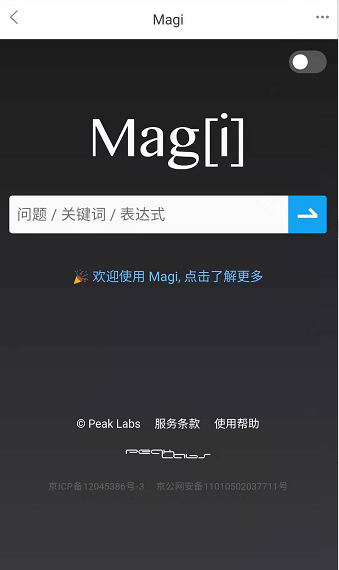 Magi
Mag[i]
问题 / 关键词 / 表达式
🎉 欢迎使用 Magi, 点击了解更多
© Peak Labs 服务条款 使用帮助
peak labs
京ICP备12045386号-3 京公网安备11010502037711号